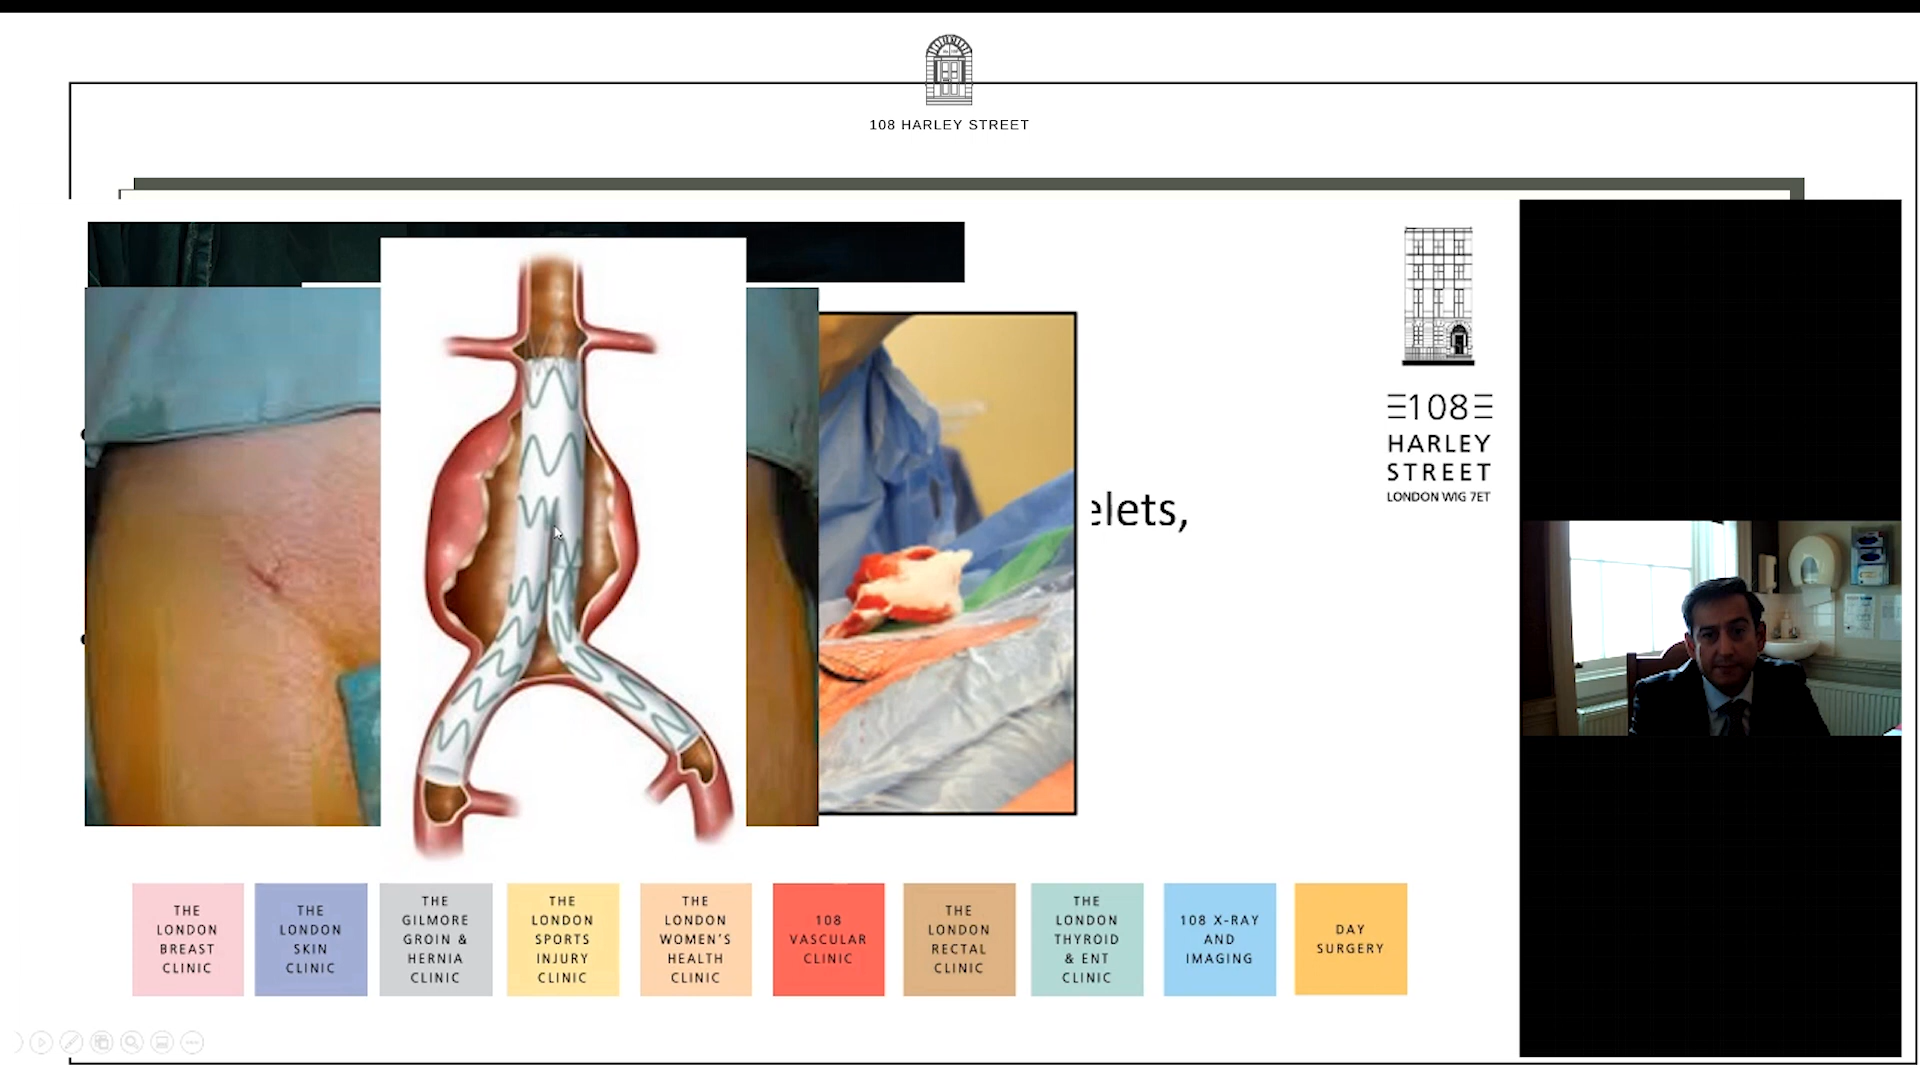 108 HARLEY STREET
≡108≡
HARLEY
STREET
LONDON W1G 7ET
elets,
THE
LONDON
BREAST
CLINIC
THE
LONDON
SKIN
CLINIC
THE
GILMORE
GROIN &
HERNIA
CLINIC
THE
LONDON
SPORTS
INJURY
CLINIC
THE
LONDON
WOMEN'S
HEALTH
CLINIC
108
VASCULAR
CLINIC
THE
LONDON
RECTAL
CLINIC
THE
LONDON
THYROID
& ENT
CLINIC
108 X-RAY
AND
IMAGING
DAY
SURGERY